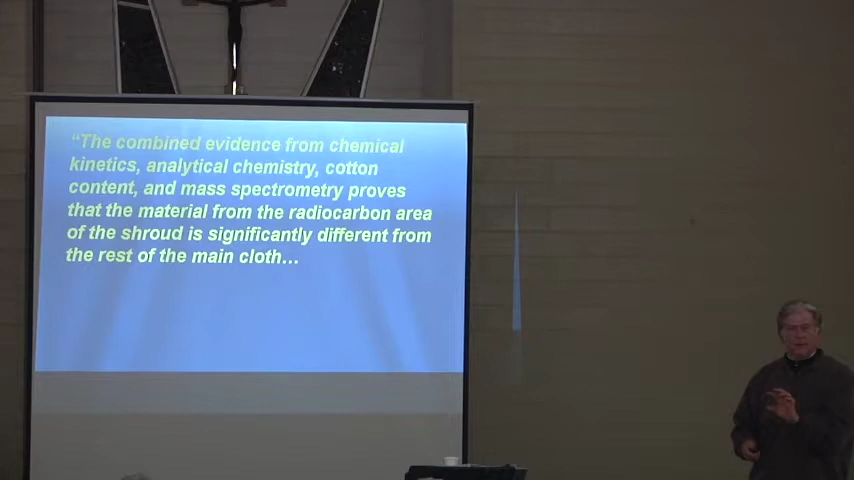 “The combined evidence from chemical
kinetics, analytical chemistry, cotton
content, and mass spectrometry proves
that the material from the radiocarbon area
of the shroud is significantly different from
the rest of the main cloth…